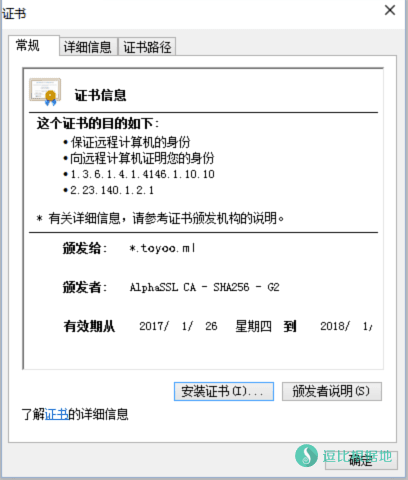 证书
常规
详细信息
证书路径
证书信息
这个证书的目的如下:
• 保证远程计算机的身份
• 向远程计算机证明您的身份
• 1.3.6.1.4.1.4146.1.10.10
• 2.23.140.1.2.1
* 有关详细信息，请参考证书颁发机构的说明。
颁发给: *.toyoo.ml
颁发者: AlphaSSL CA - SHA256 - G2
有效期从 2017/ 1/ 26 星期四 到 2018/ 1/
安装证书(I)...
颁发者说明(S)
了解证书的详细信息
逗比根据地
确定